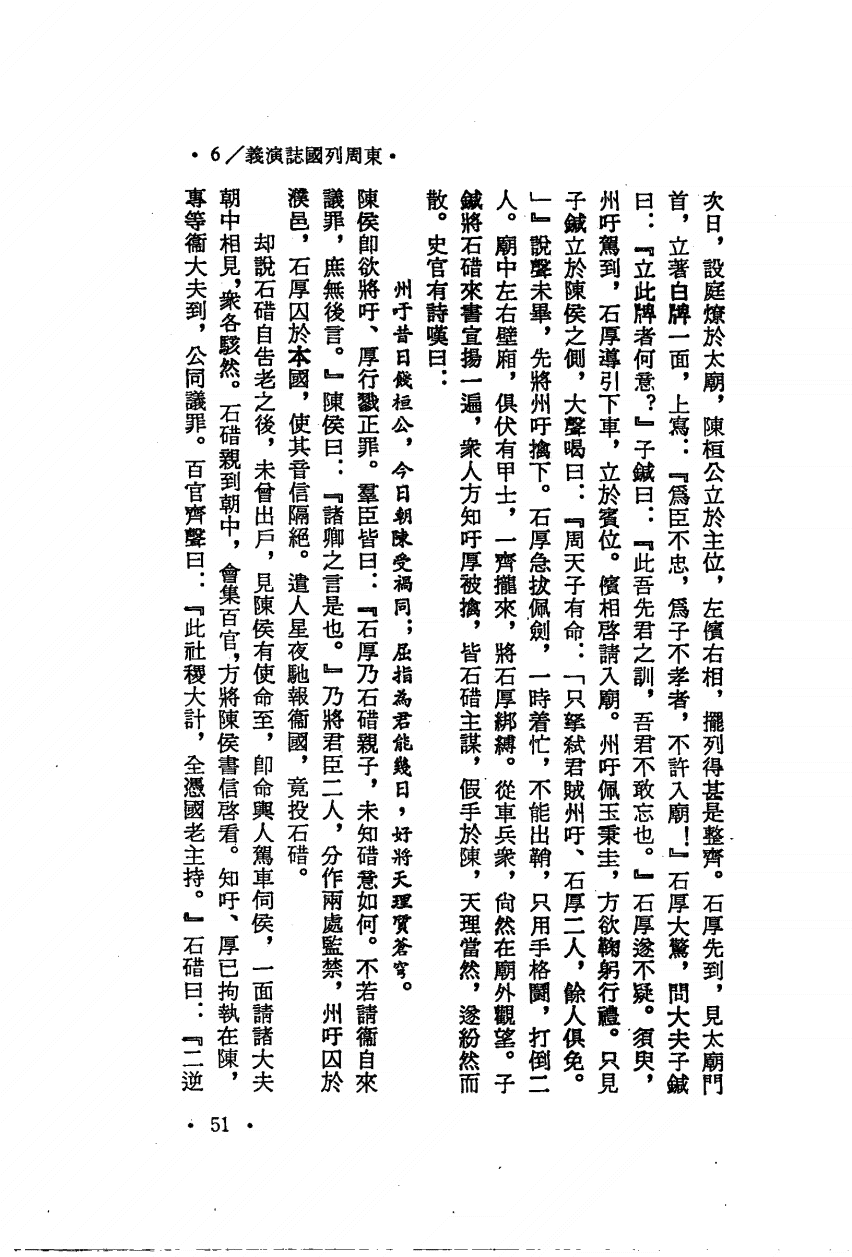 ・6／義演誌國列周東・
次日，設庭燎於太廟，陳桓公立於主位，左儐右相，擺列得甚是整齊。石厚先到，見太廟門
首，立著白牌一面，上寫：『爲臣不忠，爲子不孝者，不許入廟！』石厚大驚，問大夫子鍼
曰：『立此牌者何意？』子鍼曰：『此吾先君之訓，吾君不敢忘也。』石厚遂不疑。須臾，
州吁駕到，石厚導引下車，立於賓位。儐相啓請入廟。州吁佩玉秉圭，方欲鞠躬行禮。只見
子鍼立於陳侯之側，大聲喝曰：『周天子有命：「只拏弒君賊州吁、石厚二人，餘人俱免。
」』說聲未畢，先將州吁擒下。石厚急拔佩劍，一時着忙，不能出鞘，只用手格鬭，打倒二
人。廟中左右壁廂，俱伏有甲士，一齊攏來，將石厚綁縛。從車兵衆，尙然在廟外觀望。子
鍼將石碏來書宣揚一遍，衆人方知吁厚被擒，皆石碏主謀，假手於陳，天理當然，遂紛然而
散。史官有詩嘆曰：
州吁昔日餞桓公，今日朝陳受禍同；屈指為君能幾日，好將天理質蒼穹。
陳侯卽欲將吁、厚行戮正罪。羣臣皆曰：『石厚乃石碏親子，未知碏意如何。不若請衞自來
議罪，庶無後言。』陳侯曰：『諸卿之言是也。』乃將君臣二人，分作兩處監禁，州吁囚於
濮邑，石厚囚於本國，使其音信隔絕。遣人星夜馳報衞國，竟投石碏。
却說石碏自告老之後，未曾出戶，見陳侯有使命至，卽命輿人駕車伺侯，一面請諸大夫
朝中相見，衆各駭然。石碏親到朝中，會集百官，方將陳侯書信啓看。知吁、厚已拘執在陳，
專等衞大夫到，公同議罪。百官齊聲曰：『此社稷大計，全憑國老主持。』石碏曰：『二逆
・51・